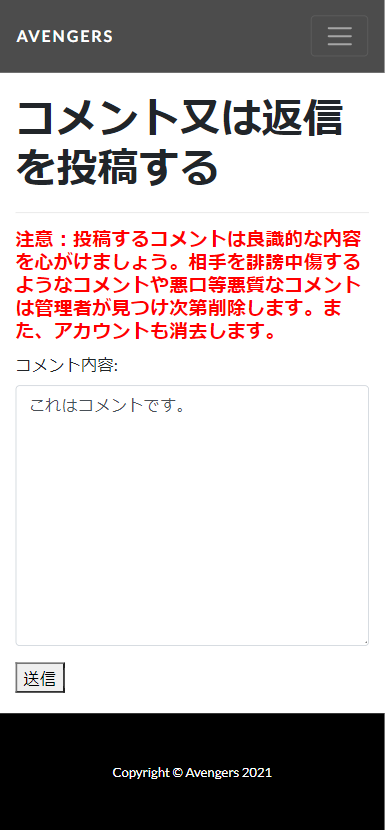 AVENGERS
コメント又は返信
を投稿する
注意：投稿するコメントは良識的な内容
を心がけましょう。相手を誹謗中傷する
ようなコメントや悪口等悪質なコメント
は管理者が見つけ次第削除します。ま
た、アカウントも消去します。
コメント内容:
これはコメントです。
送信
Copyright © Avengers 2021